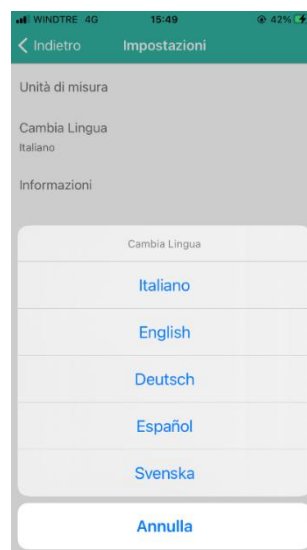 WINDTRE 4G 15:49 42%
Indietro Impostazioni
Unità di misura
Cambia Lingua
Italiano
Informazioni
Cambia Lingua
Italiano
English
Deutsch
Español
Svenska
Annulla